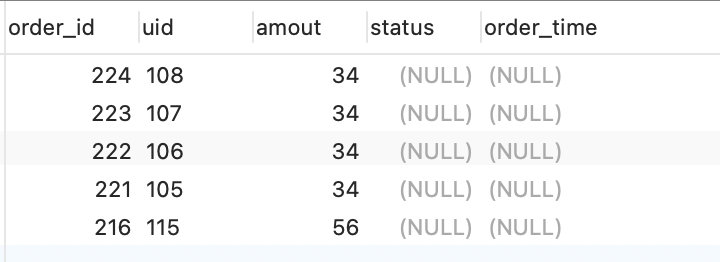 order_id uid amout status order_time
224 108 34 (NULL) (NULL)
223 107 34 (NULL) (NULL)
222 106 34 (NULL) (NULL)
221 105 34 (NULL) (NULL)
216 115 56 (NULL) (NULL)